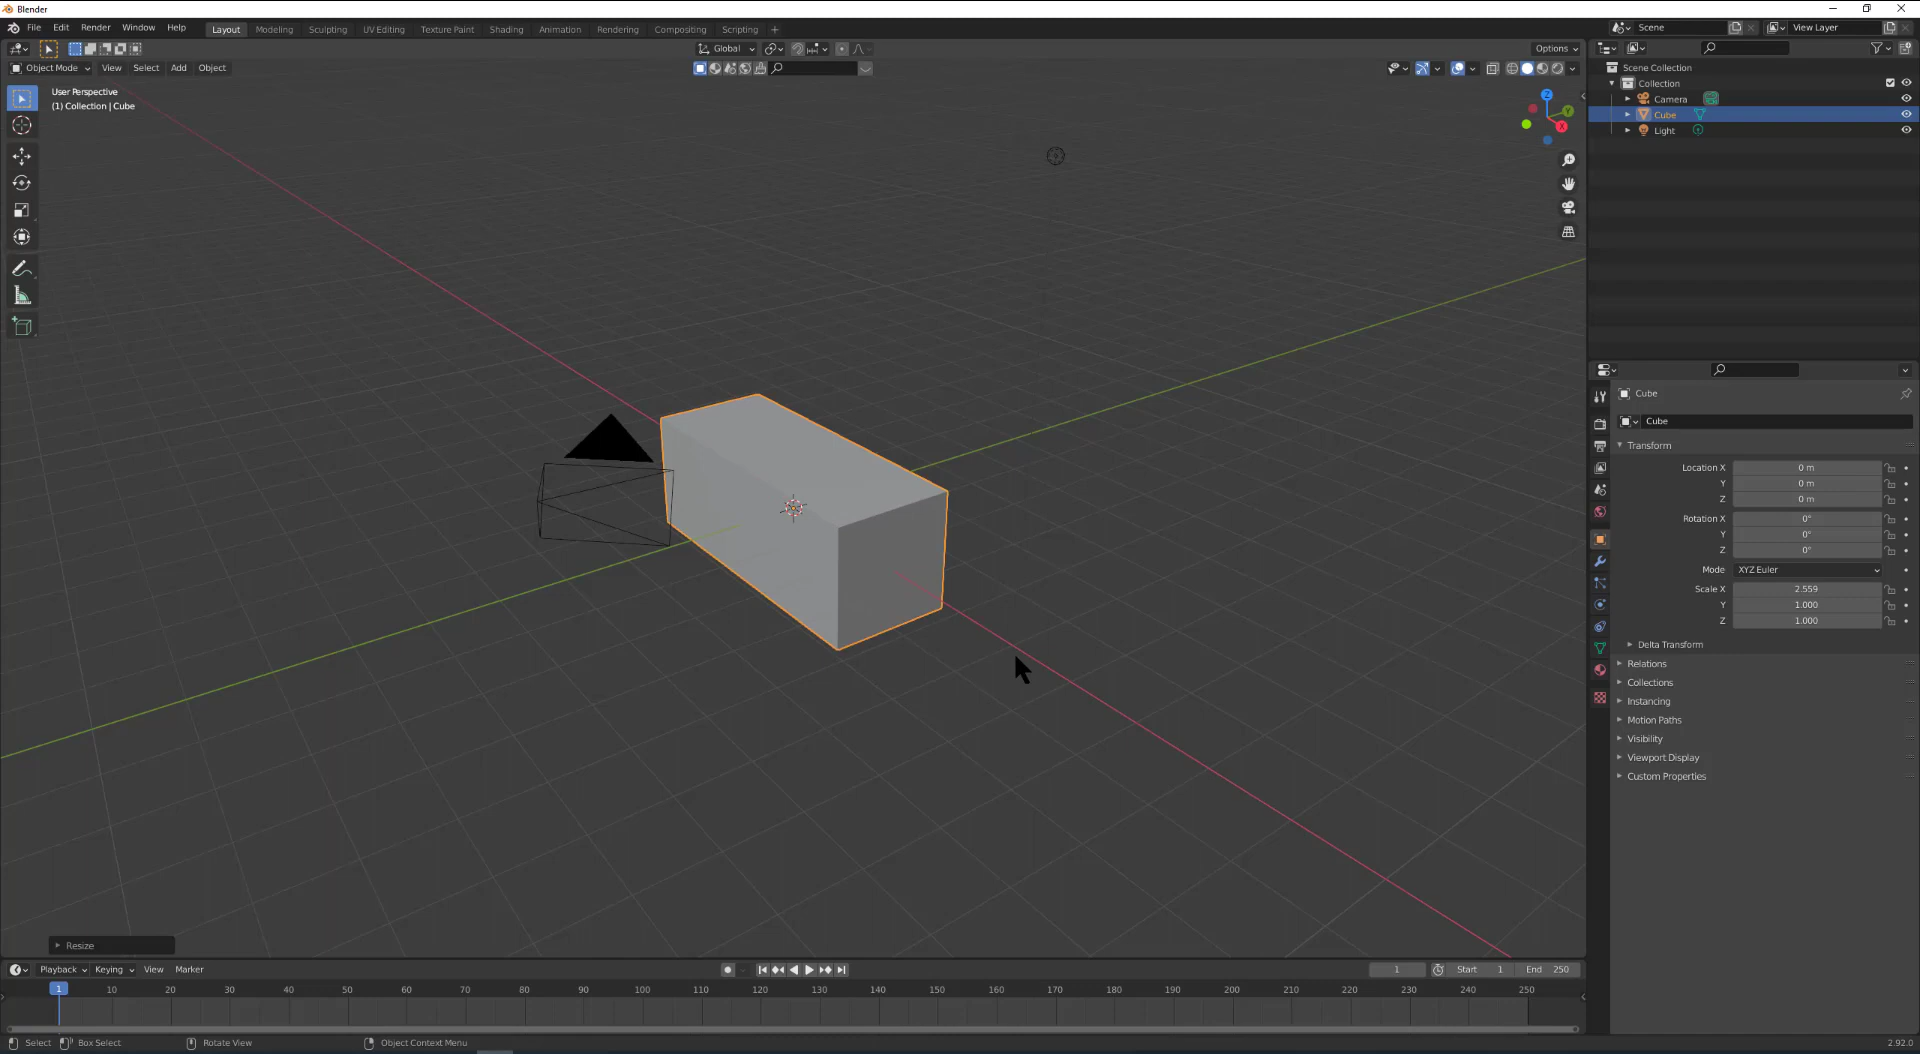 Blender
File Edit Render Window Help Layout Modeling Sculpting UV Editing Texture Paint Shading Animation Rendering Compositing Scripting + Scene View Layer
Global Options
Object Mode View Select Add Object
User Perspective
(1) Collection | Cube
Z
Y
X
Scene Collection
Collection
Camera
Cube
Light
Cube
Cube
Transform
Location X 0 m
Y 0 m
Z 0 m
Rotation X 0°
Y 0°
Z 0°
Mode XYZ Euler
Scale X 2.559
Y 1.000
Z 1.000
Delta Transform
Relations
Collections
Instancing
Motion Paths
Visibility
Viewport Display
Custom Properties
Resize
Playback Keying View Marker 1 Start 1 End 250
1 10 20 30 40 50 60 70 80 90 100 110 120 130 140 150 160 170 180 190 200 210 220 230 240 250
Select Box Select Rotate View Object Context Menu 2.92.0